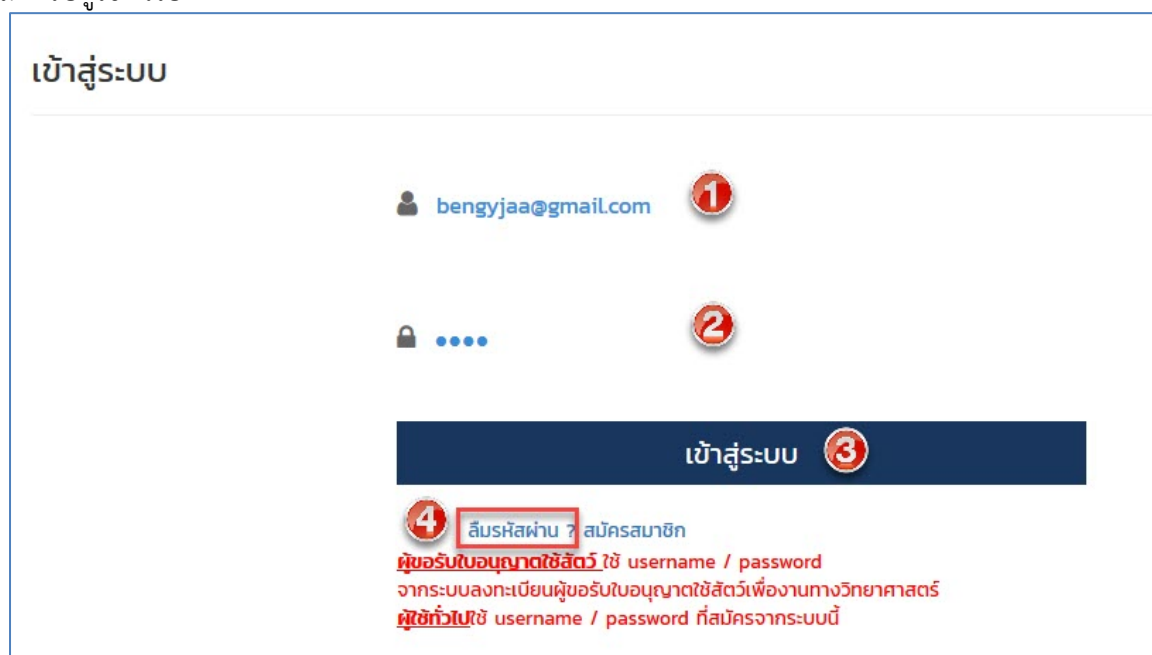 เข้าสู่ระบบ
bengyjaa@gmail.com 1
•••• 2
เข้าสู่ระบบ 3
4 ลืมรหัสผ่าน ? สมัครสมาชิก
ผู้ขอรับใบอนุญาตใช้สัตว์ ใช้ username / password
จากระบบลงทะเบียนผู้ขอรับใบอนุญาตใช้สัตว์เพื่องานทางวิทยาศาสตร์
ผู้ใช้ทั่วไปใช้ username / password ที่สมัครจากระบบนี้